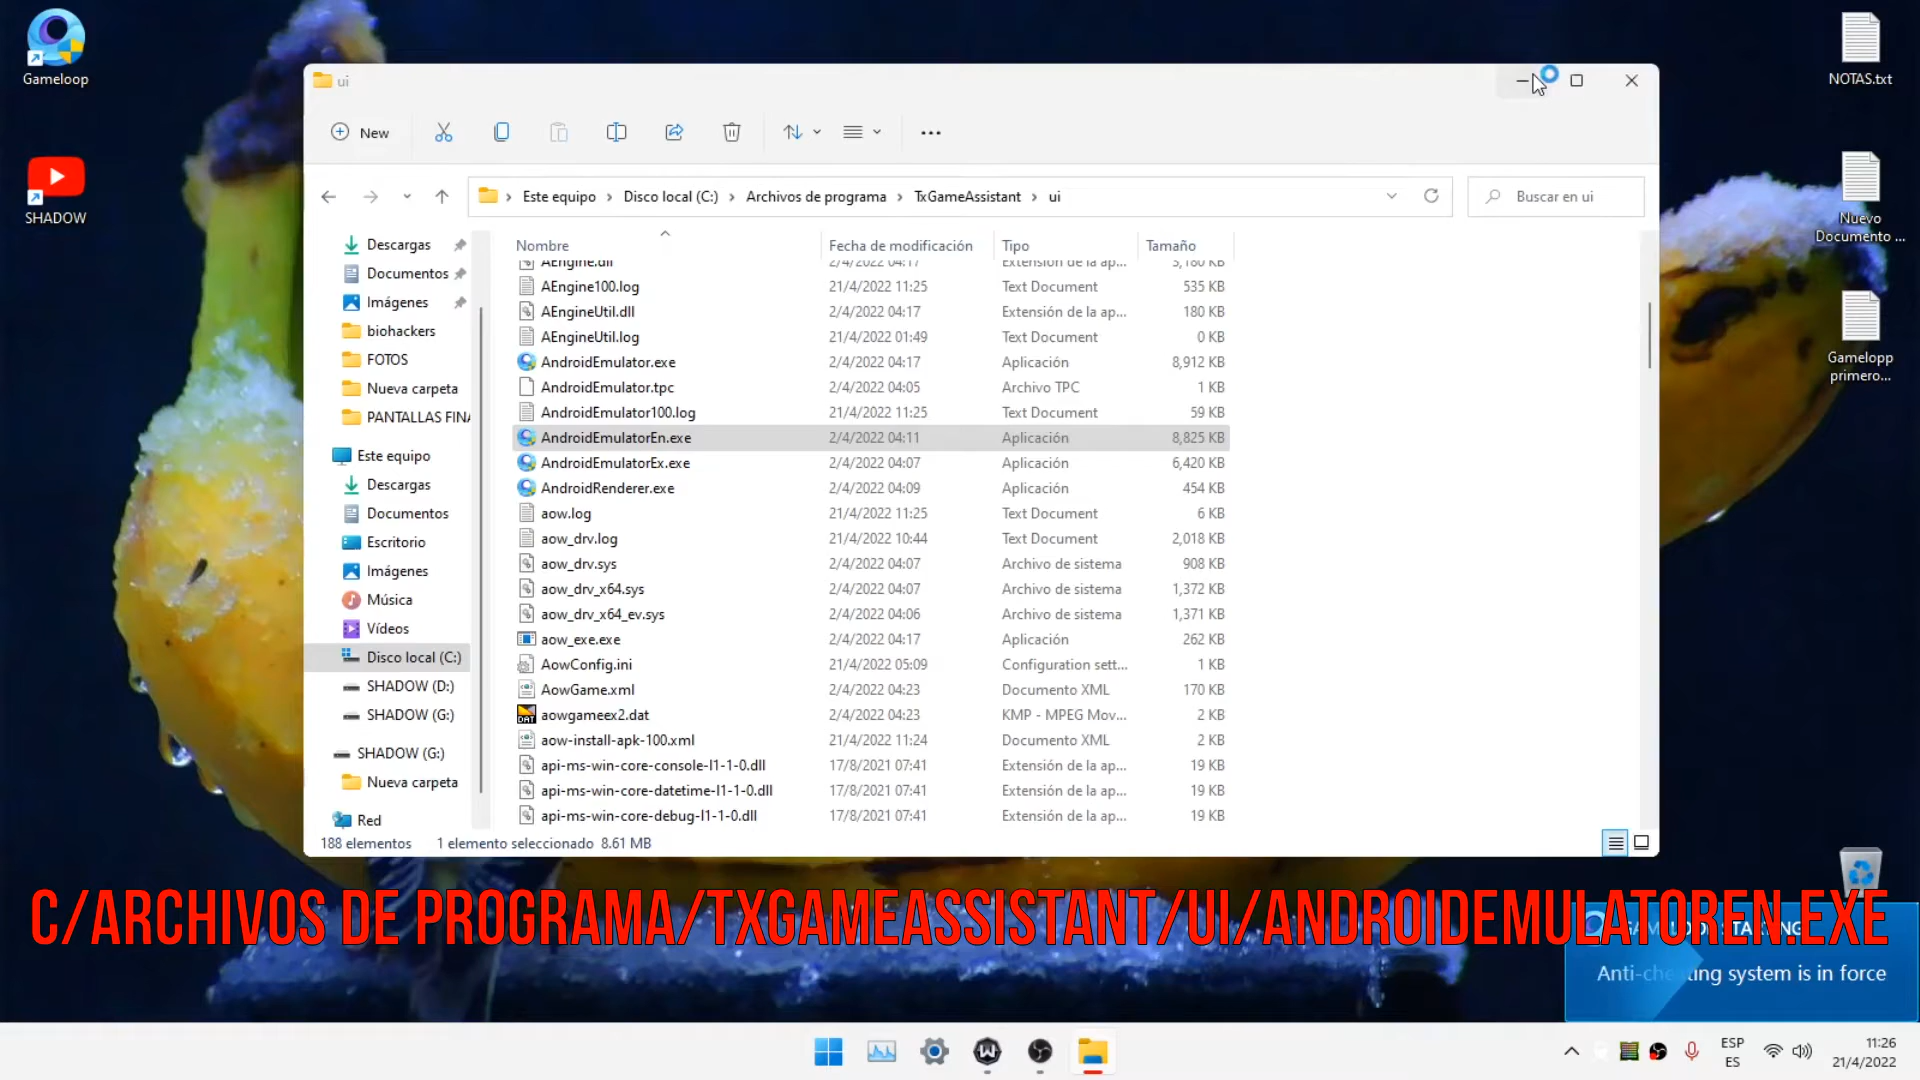 Gameloop
SHADOW
NOTAS.txt
Nuevo
Documento ...
Gamelopp
primero...
ui
New
Este equipo > Disco local (C:) > Archivos de programa > TxGameAssistant > ui
Buscar en ui
Descargas
Documentos
Imágenes
biohackers
FOTOS
Nueva carpeta
PANTALLAS FINA
Este equipo
Descargas
Documentos
Escritorio
Imágenes
Música
Vídeos
Disco local (C:)
SHADOW (D:)
SHADOW (G:)
SHADOW (G:)
Nueva carpeta
Red
Nombre Fecha de modificación Tipo Tamaño
AEngine.dll 2/4/2022 04:17 Extensión de la ap... 5,180 KB
AEngine100.log 21/4/2022 11:25 Text Document 535 KB
AEngineUtil.dll 2/4/2022 04:17 Extensión de la ap... 180 KB
AEngineUtil.log 21/4/2022 01:49 Text Document 0 KB
AndroidEmulator.exe 2/4/2022 04:17 Aplicación 8,912 KB
AndroidEmulator.tpc 2/4/2022 04:05 Archivo TPC 1 KB
AndroidEmulator100.log 21/4/2022 11:25 Text Document 59 KB
AndroidEmulatorEn.exe 2/4/2022 04:11 Aplicación 8,825 KB
AndroidEmulatorEx.exe 2/4/2022 04:07 Aplicación 6,420 KB
AndroidRenderer.exe 2/4/2022 04:09 Aplicación 454 KB
aow.log 21/4/2022 11:25 Text Document 6 KB
aow_drv.log 21/4/2022 10:44 Text Document 2,018 KB
aow_drv.sys 2/4/2022 04:07 Archivo de sistema 908 KB
aow_drv_x64.sys 2/4/2022 04:07 Archivo de sistema 1,372 KB
aow_drv_x64_ev.sys 2/4/2022 04:06 Archivo de sistema 1,371 KB
aow_exe.exe 2/4/2022 04:17 Aplicación 262 KB
AowConfig.ini 21/4/2022 05:09 Configuration sett... 1 KB
AowGame.xml 2/4/2022 04:23 Documento XML 170 KB
aowgameex2.dat 2/4/2022 04:23 KMP - MPEG Mov... 2 KB
aow-install-apk-100.xml 21/4/2022 11:24 Documento XML 2 KB
api-ms-win-core-console-l1-1-0.dll 17/8/2021 07:41 Extensión de la ap... 19 KB
api-ms-win-core-datetime-l1-1-0.dll 17/8/2021 07:41 Extensión de la ap... 19 KB
api-ms-win-core-debug-l1-1-0.dll 17/8/2021 07:41 Extensión de la ap... 19 KB
188 elementos 1 elemento seleccionado 8.61 MB
C/ARCHIVOS DE PROGRAMA/TXGAMEASSISTANT/UI/ANDROIDEMULATOREN.EXE
Anti-cheating system is in force
ESP
ES
11:26
21/4/2022